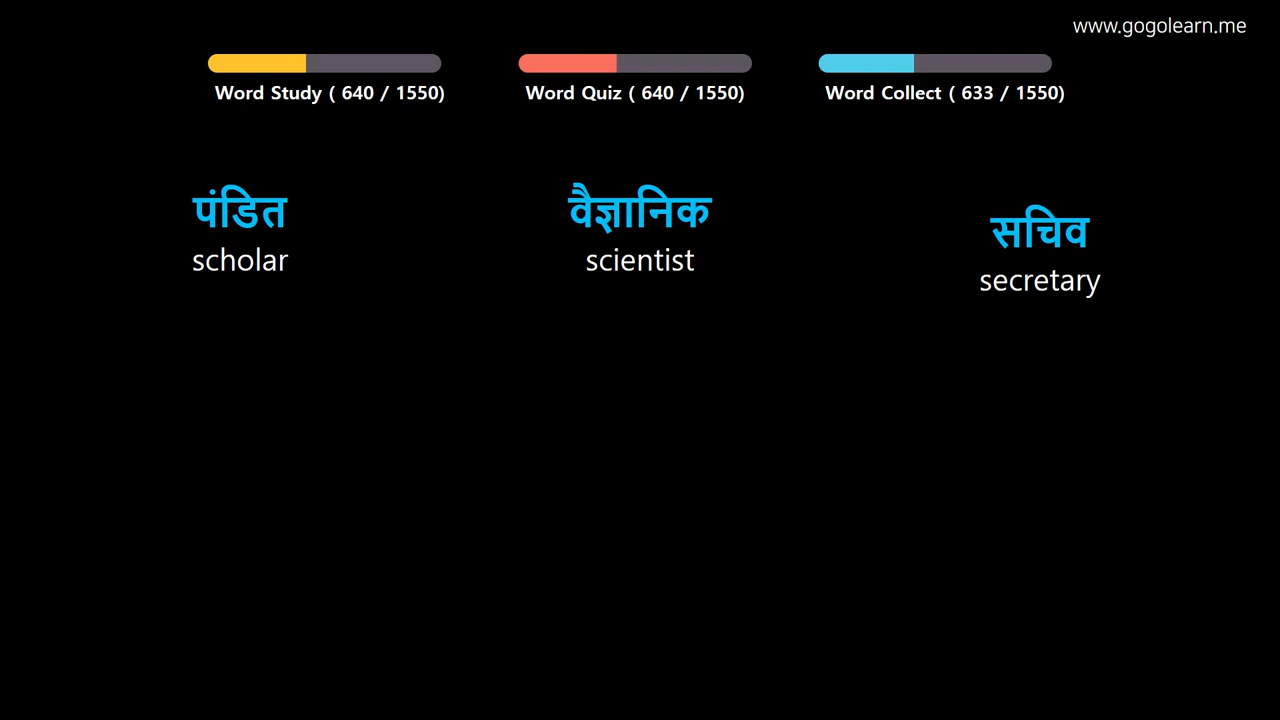 www.gogolearn.me
Word Study ( 640 / 1550)
Word Quiz ( 640 / 1550)
Word Collect ( 633 / 1550)
पंडित
scholar
वैज्ञानिक
scientist
सचिव
secretary